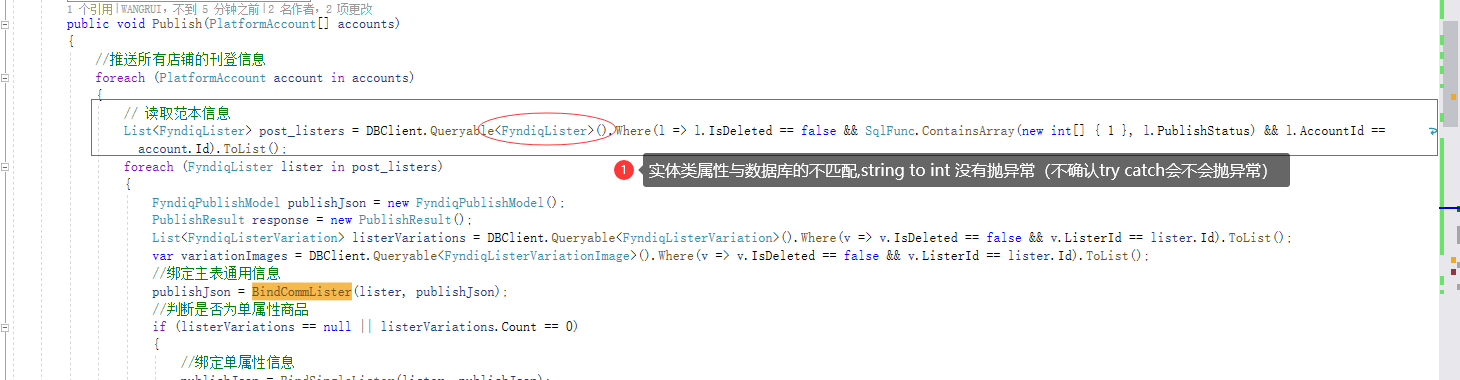 1 个引用|WANGRUI，不到 5 分钟之前|2 名作者，2 项更改
public void Publish(PlatformAccount[] accounts)
{
//推送所有店铺的刊登信息
foreach (PlatformAccount account in accounts)
{
// 读取范本信息
List<FyndiqLister> post_listers = DBClient.Queryable<FyndiqLister>().Where(l => l.IsDeleted == false && SqlFunc.ContainsArray(new int[] { 1 }, l.PublishStatus) && l.AccountId ==
account.Id).ToList();
foreach (FyndiqLister lister in post_listers)
1 实体类属性与数据库的不匹配,string to int 没有抛异常（不确认try catch会不会抛异常）
{
FyndiqPublishModel publishJson = new FyndiqPublishModel();
PublishResult response = new PublishResult();
List<FyndiqListerVariation> listerVariations = DBClient.Queryable<FyndiqListerVariation>().Where(v => v.IsDeleted == false && v.ListerId == lister.Id).ToList();
var variationImages = DBClient.Queryable<FyndiqListerVariationImage>().Where(v => v.IsDeleted == false && v.ListerId == lister.Id).ToList();
//绑定主表通用信息
publishJson = BindCommLister(lister, publishJson);
//判断是否为单属性商品
if (listerVariations == null || listerVariations.Count == 0)
{
//绑定单属性信息
publishJson = BindSingleLister(lister, publishJson);